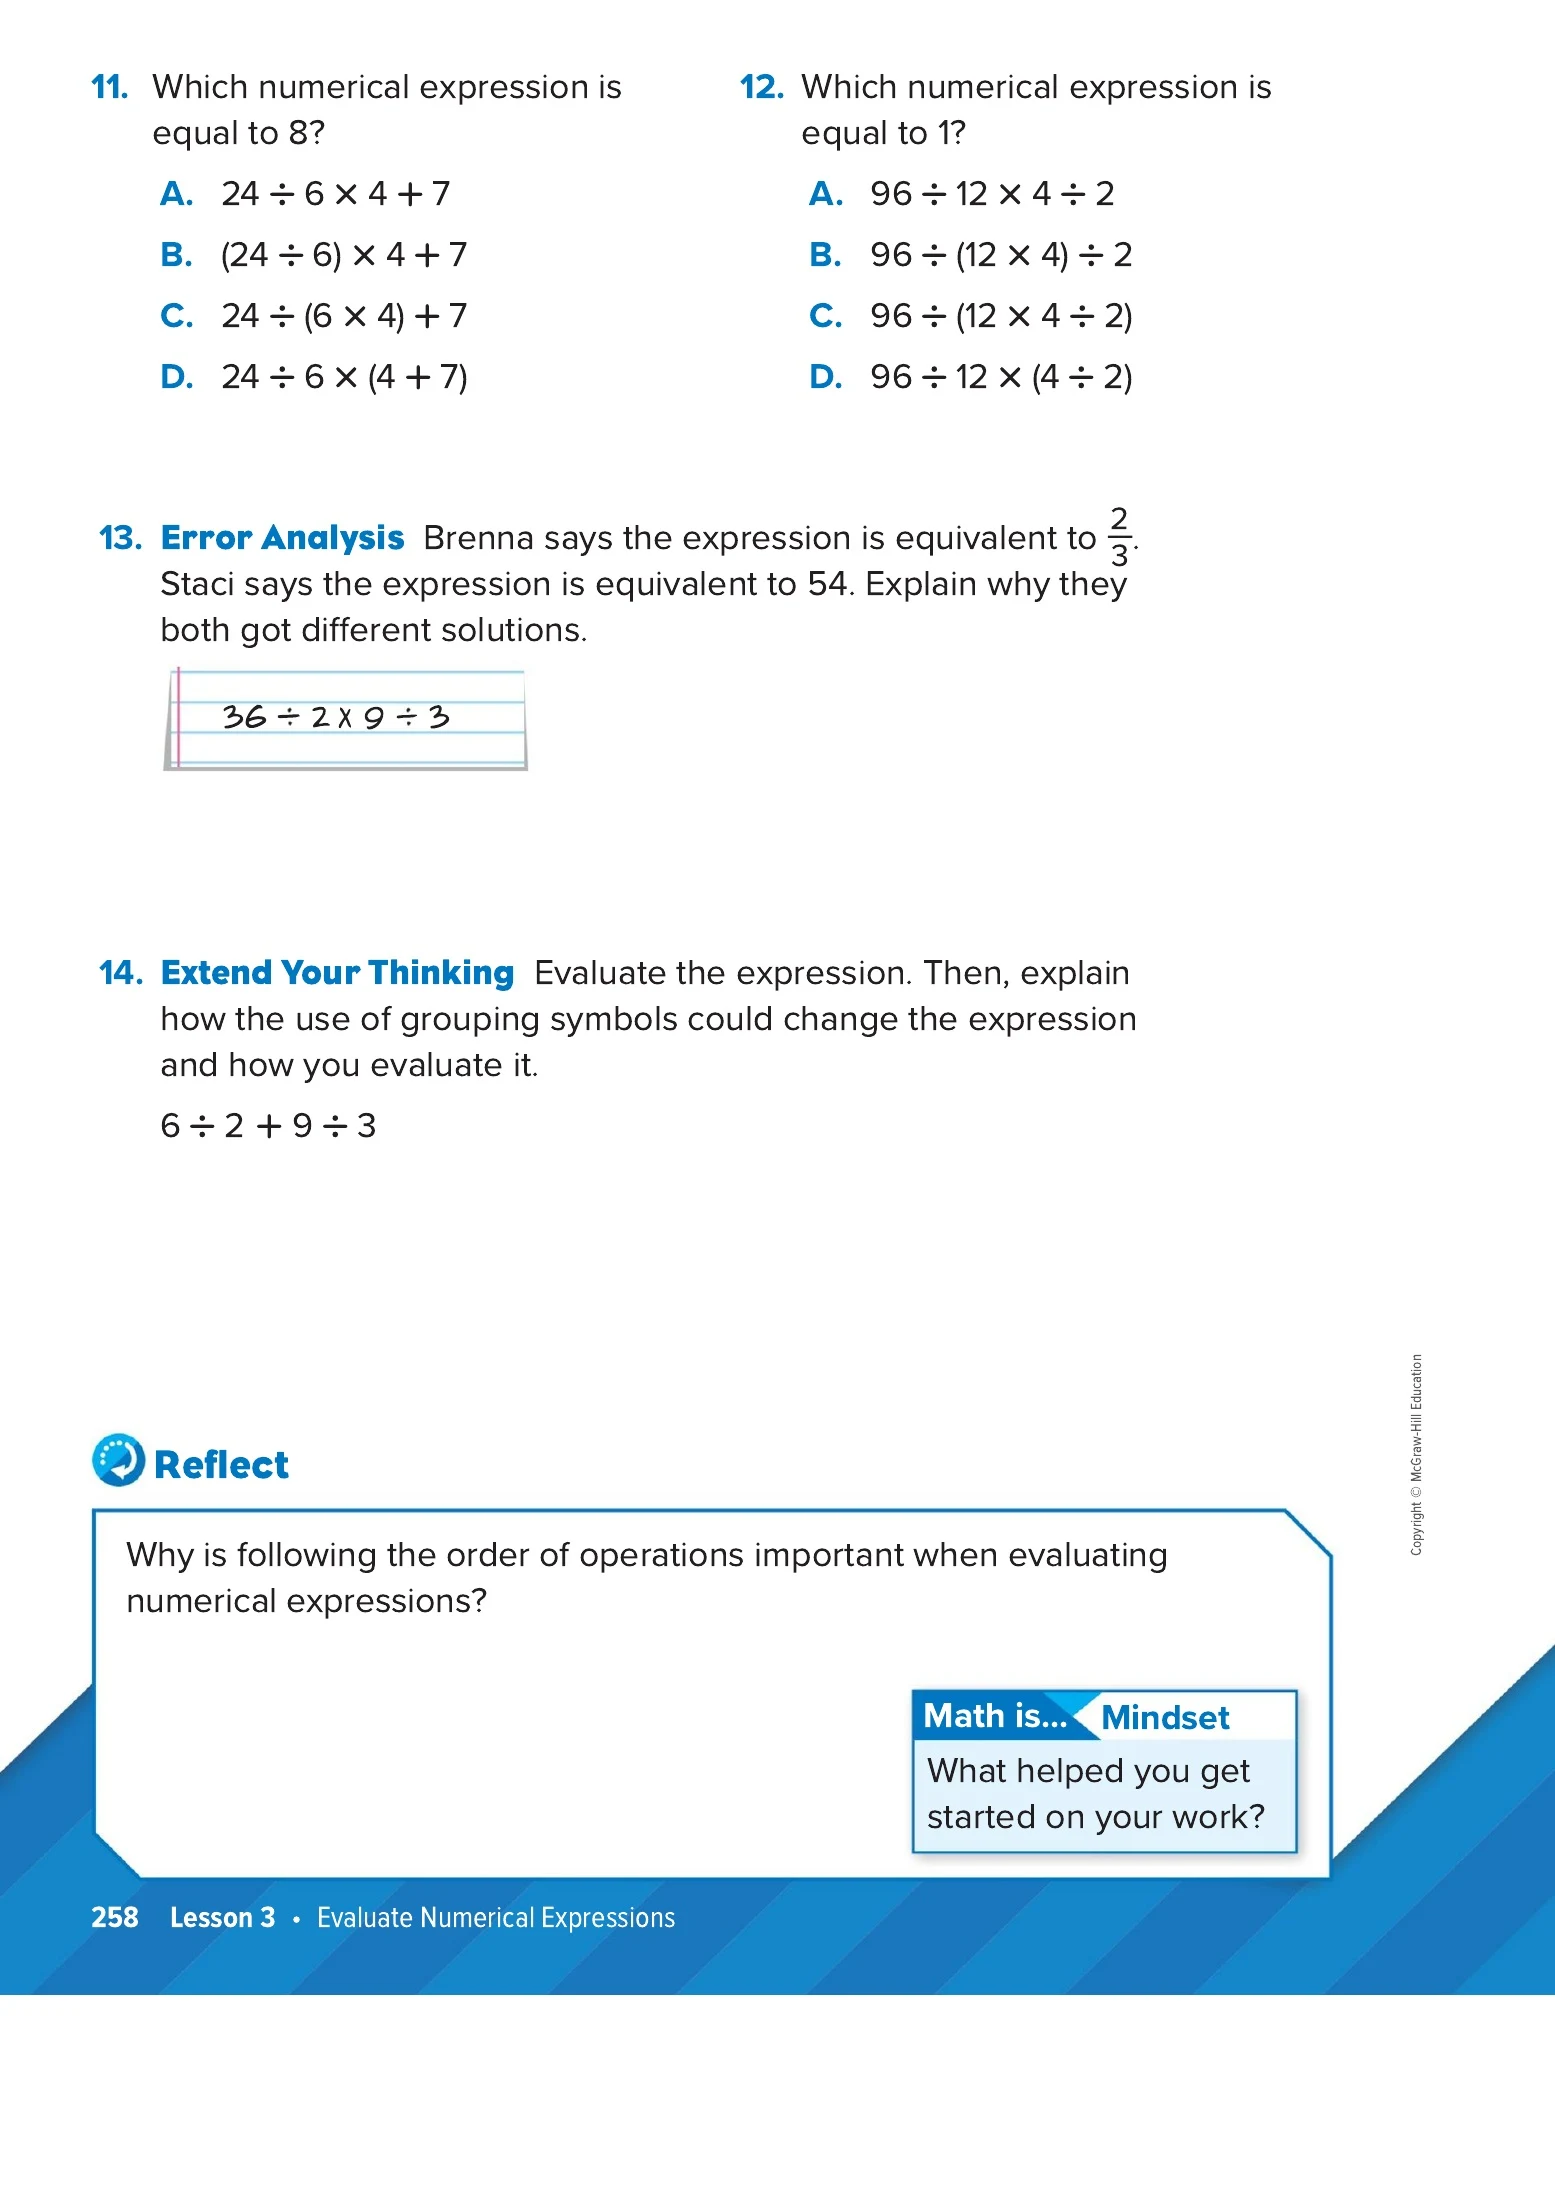 11. Which numerical expression is
equal to 8?
A. 24 ÷ 6 × 4 + 7
B. (24 ÷ 6) × 4 + 7
C. 24 ÷ (6 × 4) + 7
D. 24 ÷ 6 × (4 + 7)
12. Which numerical expression is
equal to 1?
A. 96 ÷ 12 × 4 ÷ 2
B. 96 ÷ (12 × 4) ÷ 2
C. 96 ÷ (12 × 4 ÷ 2)
D. 96 ÷ 12 × (4 ÷ 2)
13. Error Analysis Brenna says the expression is equivalent to 2/3.
Staci says the expression is equivalent to 54. Explain why they
both got different solutions.
36 ÷ 2 x 9 ÷ 3
14. Extend Your Thinking Evaluate the expression. Then, explain
how the use of grouping symbols could change the expression
and how you evaluate it.
6 ÷ 2 + 9 ÷ 3
Reflect
Why is following the order of operations important when evaluating
numerical expressions?
Math is... Mindset
What helped you get
started on your work?
258 Lesson 3 • Evaluate Numerical Expressions
Copyright © McGraw-Hill Education